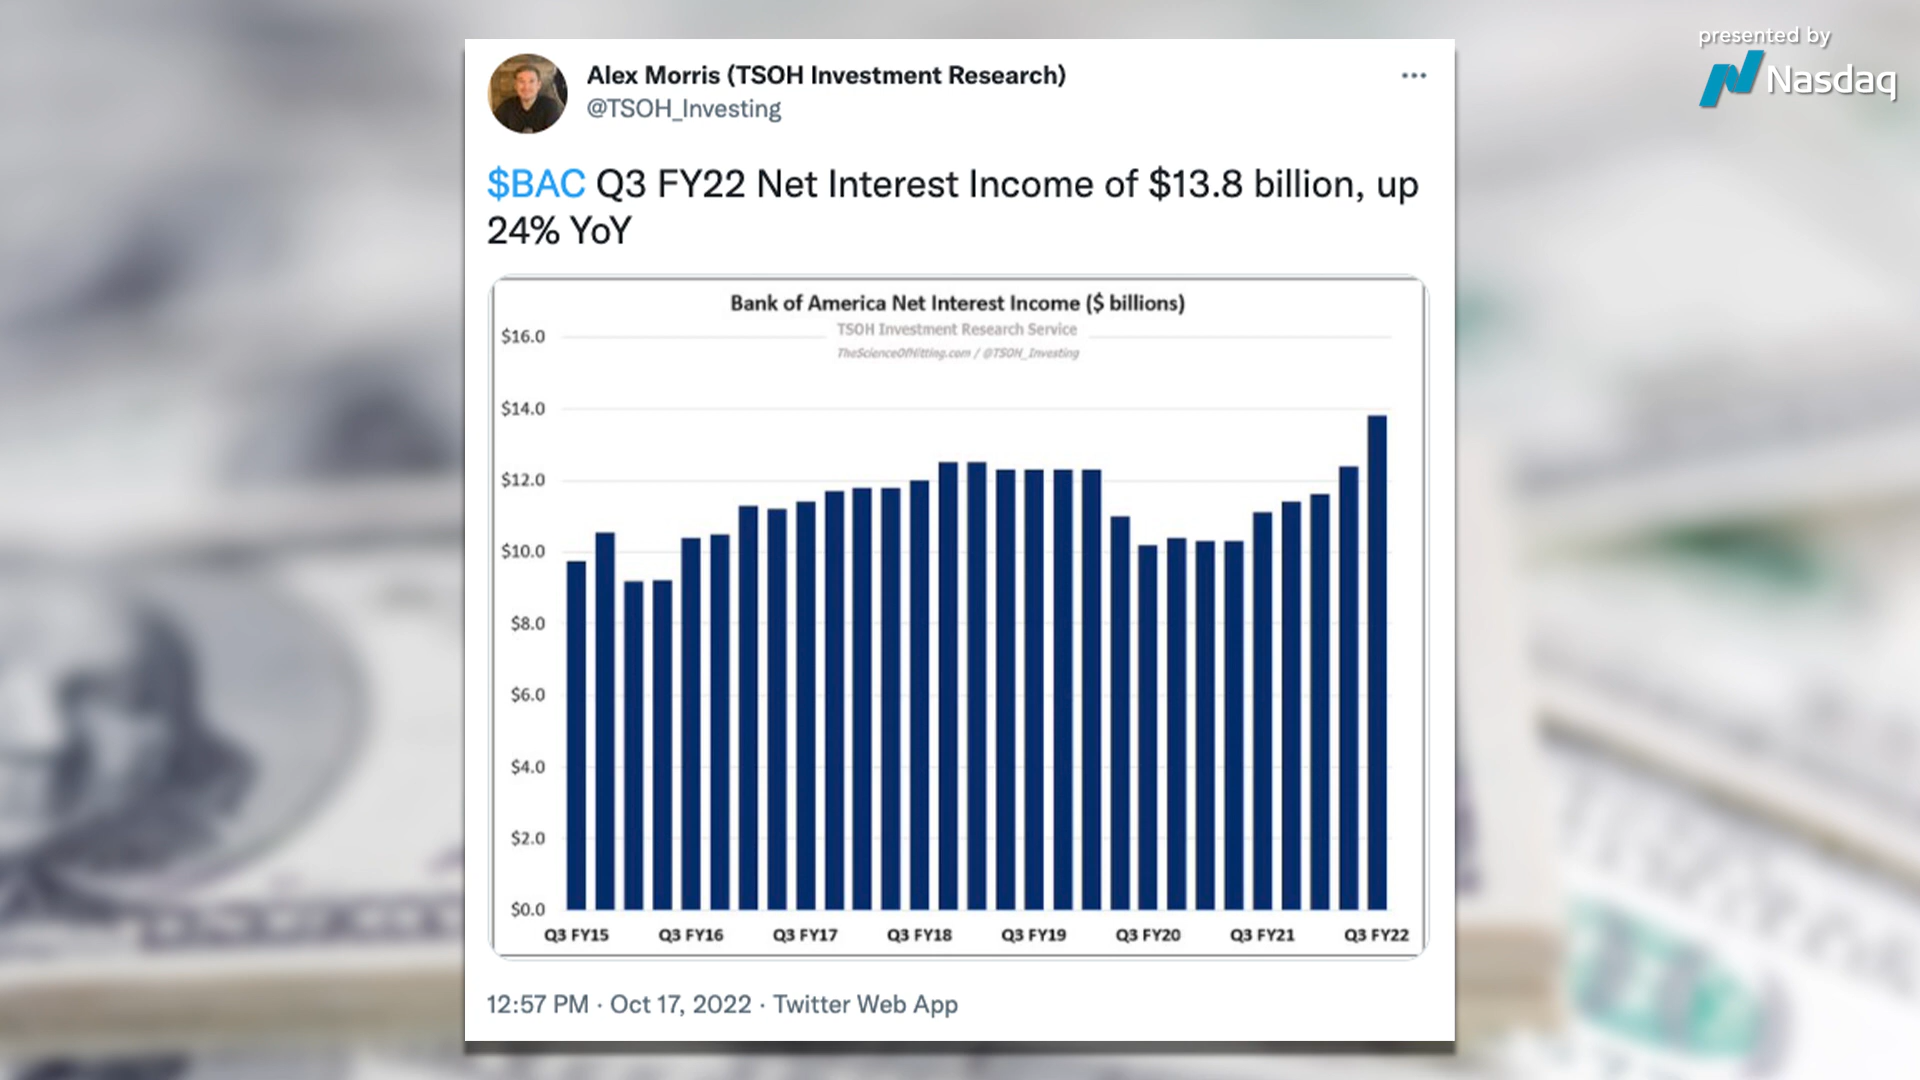 presented by
Nasdaq
Alex Morris (TSOH Investment Research)
@TSOH_Investing
$BAC Q3 FY22 Net Interest Income of $13.8 billion, up
24% YoY
Bank of America Net Interest Income ($ billions)
TSOH Investment Research Service
TheScienceOfHitting.com / @TSOH_Investing
$16.0
$14.0
$12.0
$10.0
$8.0
$6.0
$4.0
$2.0
$0.0
Q3 FY15 Q3 FY16 Q3 FY17 Q3 FY18 Q3 FY19 Q3 FY20 Q3 FY21 Q3 FY22
12:57 PM · Oct 17, 2022 · Twitter Web App